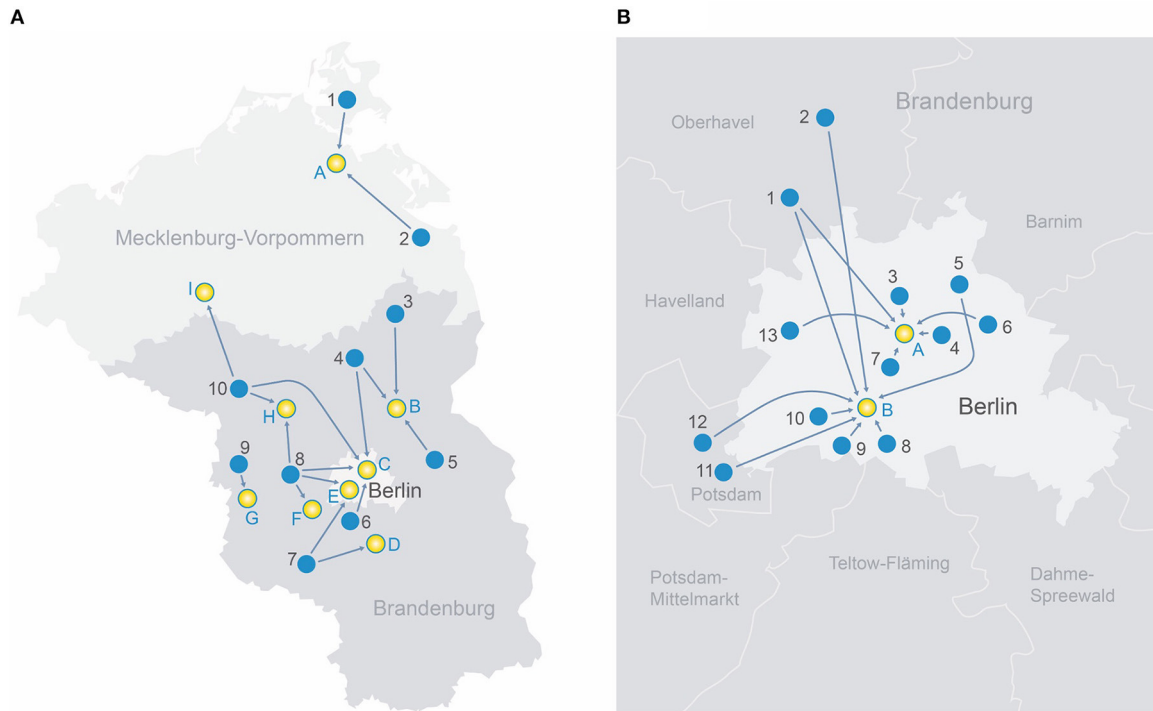 A
1
A
2
Mecklenburg-Vorpommern
I
3
4
10
H
B
9
8
C
5
E
Berlin
G
F
6
D
7
Brandenburg
B
Brandenburg
2
Oberhavel
1
Barnim
3
5
Havelland
13
6
A
4
7
B
Berlin
10
12
9
8
11
Potsdam
Teltow-Fläming
Potsdam-
Mittelmarkt
Dahme-
Spreewald